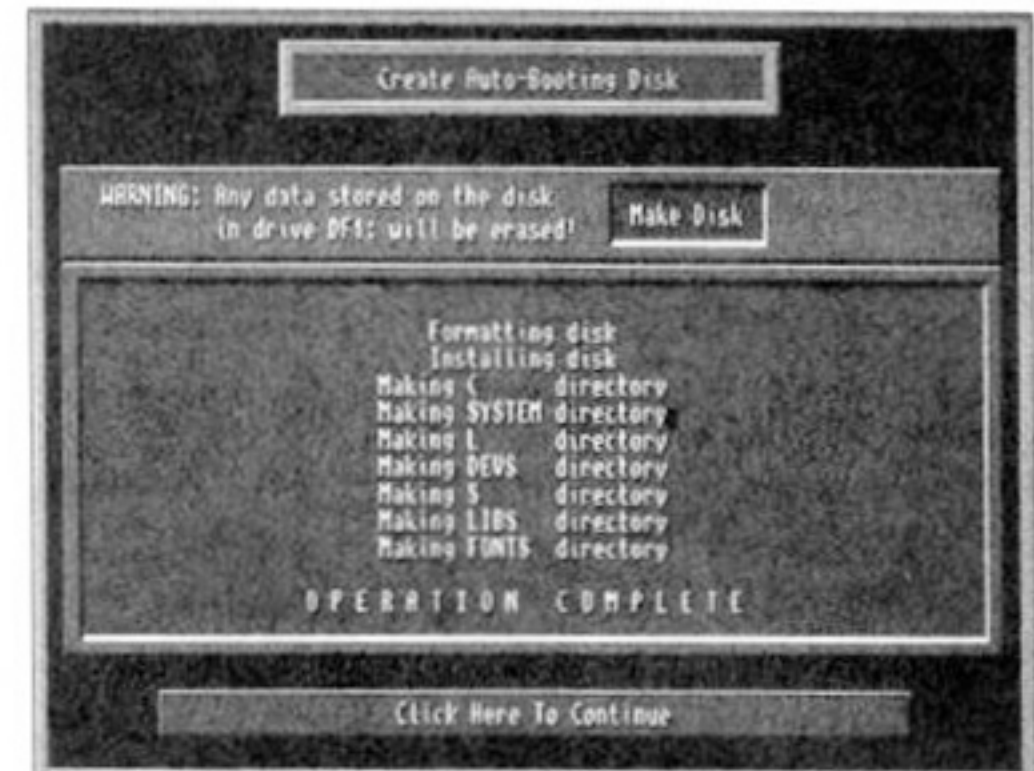 Create Auto-Booting Disk
WARNING: Any data stored on the disk
in drive DF1: will be erased!
Make Disk
Formatting disk
Installing disk
Making C directory
Making SYSTEM directory
Making L directory
Making DEVS directory
Making S directory
Making LIBS directory
Making FONTS directory
OPERATION COMPLETE
Click Here To Continue